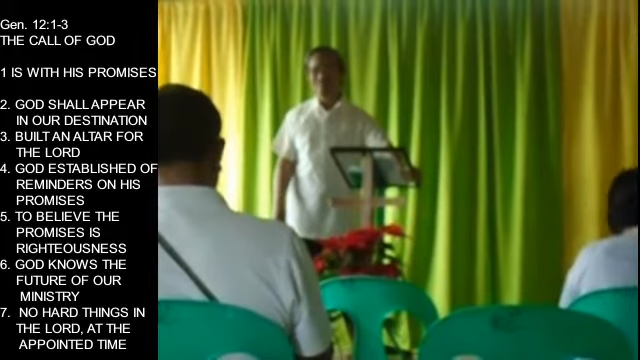 Gen. 12:1-3
THE CALL OF GOD
1 IS WITH HIS PROMISES
2. GOD SHALL APPEAR
IN OUR DESTINATION
3. BUILT AN ALTAR FOR
THE LORD
4. GOD ESTABLISHED OF
REMINDERS ON HIS
PROMISES
5. TO BELIEVE THE
PROMISES IS
RIGHTEOUSNESS
6. GOD KNOWS THE
FUTURE OF OUR
MINISTRY
7. NO HARD THINGS IN
THE LORD, AT THE
APPOINTED TIME